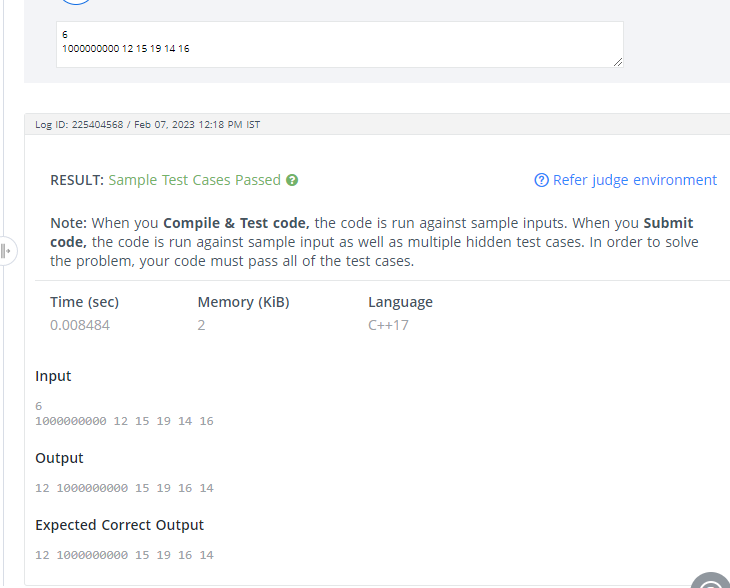 6
1000000000 12 15 19 14 16
Log ID: 225404568 / Feb 07, 2023 12:18 PM IST
RESULT: Sample Test Cases Passed
Refer judge environment
Note: When you Compile & Test code, the code is run against sample inputs. When you Submit
code, the code is run against sample input as well as multiple hidden test cases. In order to solve
the problem, your code must pass all of the test cases.
Time (sec) Memory (KiB) Language
0.008484 2 C++17
Input
6
1000000000 12 15 19 14 16
Output
12 1000000000 15 19 16 14
Expected Correct Output
12 1000000000 15 19 16 14